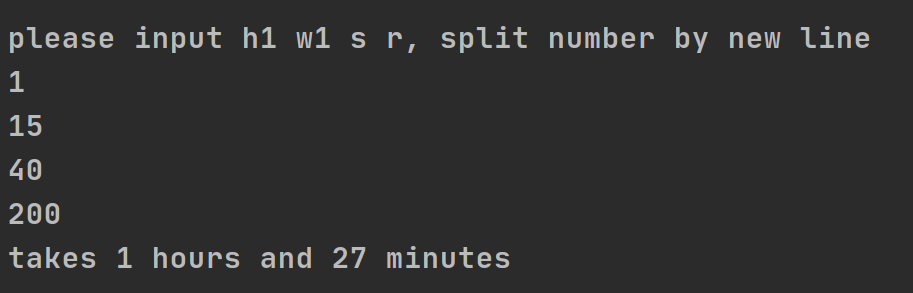 please input h1 w1 s r, split number by new line
1
15
40
200
takes 1 hours and 27 minutes